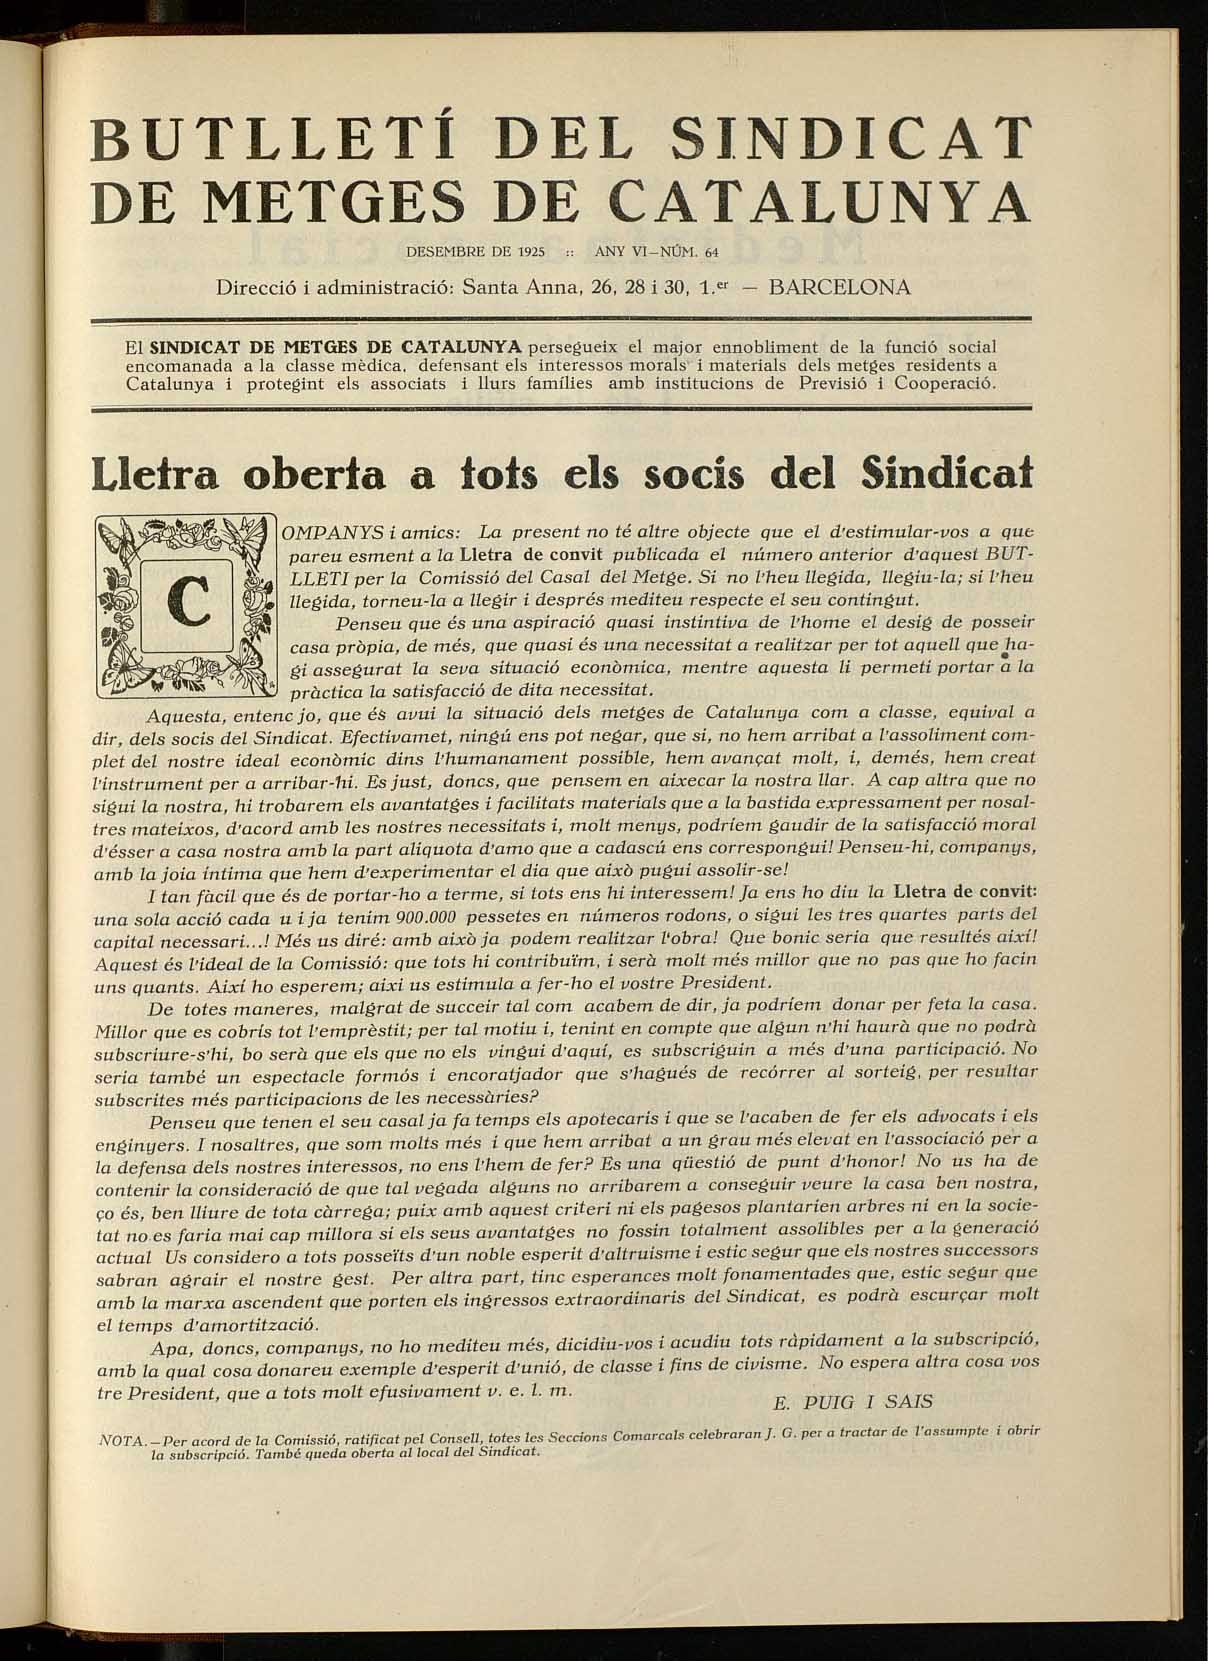 BUTLLETÍ DEL SINDICAT
DE METGES DE CATALUNYA
DESEMBRE DE 1925 :: ANY VI—NÚM. 64
Direcció i administració: Santa Anna, 26, 28 i 30, 1.er — BARCELONA
El SINDICAT DE METGES DE CATALUNYA persegueix el major ennobliment de la funció social
encomanada a la classe mèdica, defensant els interessos morals i materials dels metges residents a
Catalunya i protegint els associats i llurs famílies amb institucions de Previsió i Cooperació.
Lletra oberta a tots els socis del Sindicat
COMPANYS i amics: La present no té altre objecte que el d'estimular-vos a que
pareu esment a la Lletra de convit publicada el número anterior d'aquest BUT-
LLETI per la Comissió del Casal del Metge. Si no l'heu llegida, llegiu-la; si l'heu
llegida, torneu-la a llegir i després mediteu respecte el seu contingut.
Penseu que és una aspiració quasi instintiva de l'home el desig de posseir
casa pròpia, de més, que quasi és una necessitat a realitzar per tot aquell que ha-
gi assegurat la seva situació econòmica, mentre aquesta li permeti portar a la
pràctica la satisfacció de dita necessitat.
Aquesta, entenc jo, que és avui la situació dels metges de Catalunya com a classe, equival a
dir, dels socis del Sindicat. Efectivamet, ningú ens pot negar, que si, no hem arribat a l'assoliment com-
plet del nostre ideal econòmic dins l'humanament possible, hem avançat molt, i, demés, hem creat
l'instrument per a arribar-hi. Es just, doncs, que pensem en aixecar la nostra llar. A cap altra que no
sigui la nostra, hi trobarem els avantatges i facilitats materials que a la bastida expressament per nosal-
tres mateixos, d'acord amb les nostres necessitats i, molt menys, podríem gaudir de la satisfacció moral
d'ésser a casa nostra amb la part aliquota d'amo que a cadascú ens correspongui! Penseu-hi, companys,
amb la joia íntima que hem d'experimentar el dia que això pugui assolir-se!
I tan fàcil que és de portar-ho a terme, si tots ens hi interessem! Ja ens ho diu la Lletra de convit:
una sola acció cada u i ja tenim 900.000 pessetes en números rodons, o sigui les tres quartes parts del
capital necessari...! Més us diré: amb això ja podem realitzar l'obra! Que bonic seria que resultés així!
Aquest és l'ideal de la Comissió: que tots hi contribuïm, i serà molt més millor que no pas que ho facin
uns quants. Així ho esperem; aixi us estimula a fer-ho el vostre President.
De totes maneres, malgrat de succeir tal com acabem de dir, ja podríem donar per feta la casa.
Millor que es cobrís tot l'emprèstit; per tal motiu i, tenint en compte que algun n'hi haurà que no podrà
subscriure-s'hi, bo serà que els que no els vingui d'aquí, es subscriguin a més d'una participació. No
seria també un espectacle formós i encoratjador que s'hagués de recórrer al sorteig, per resultar
subscrites més participacions de les necessàries?
Penseu que tenen el seu casal ja fa temps els apotecaris i que se l'acaben de fer els advocats i els
enginyers. I nosaltres, que som molts més i que hem arribat a un grau més elevat en l'associació per a
la defensa dels nostres interessos, no ens l'hem de fer? Es una qüestió de punt d'honor! No us ha de
contenir la consideració de que tal vegada alguns no arribarem a conseguir veure la casa ben nostra,
ço és, ben lliure de tota càrrega; puix amb aquest criteri ni els pagesos plantarien arbres ni en la socie-
tat no es faria mai cap millora si els seus avantatges no fossin totalment assolibles per a la generació
actual Us considero a tots posseïts d'un noble esperit d'altruisme i estic segur que els nostres successors
sabran agrair el nostre gest. Per altra part, tinc esperances molt fonamentades que, estic segur que
amb la marxa ascendent que porten els ingressos extraordinaris del Sindicat, es podrà escurçar molt
el temps d'amortització.
Apa, doncs, companys, no ho mediteu més, dicidiu-vos i acudiu tots ràpidament a la subscripció,
amb la qual cosa donareu exemple d'esperit d'unió, de classe i fins de civisme. No espera altra cosa vos
tre President, que a tots molt efusivament v. e. l. m.
E. PUIG I SAIS
NOTA.—Per acord de la Comissió, ratificat pel Consell, totes les Seccions Comarcals celebraran J. G. per a tractar de l'assumpte i obrir
la subscripció. També queda oberta al local del Sindicat.